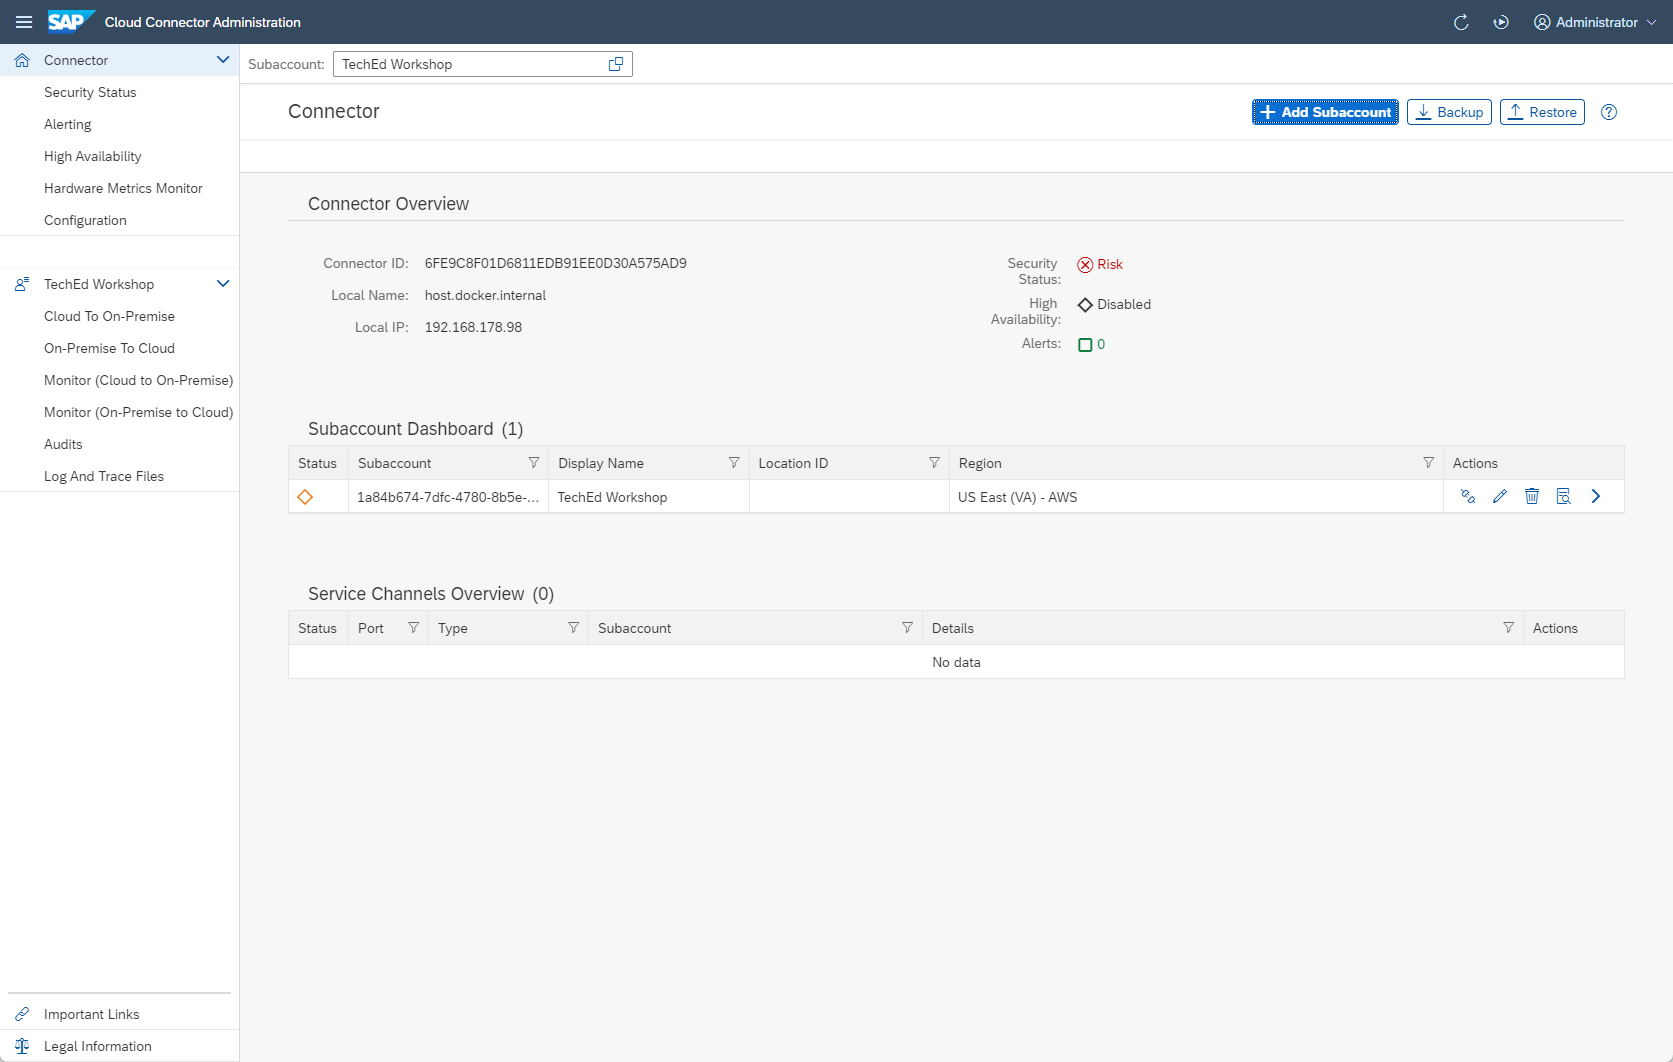 SAP Cloud Connector Administration
Administrator
Connector
Security Status
Alerting
High Availability
Hardware Metrics Monitor
Configuration
TechEd Workshop
Cloud To On-Premise
On-Premise To Cloud
Monitor (Cloud to On-Premise)
Monitor (On-Premise to Cloud)
Audits
Log And Trace Files
Important Links
Legal Information
Subaccount: TechEd Workshop
Connector
Add Subaccount Backup Restore
Connector Overview
Connector ID: 6FE9C8F01D6811EDB91EE0D30A575AD9
Local Name: host.docker.internal
Local IP: 192.168.178.98
Security Status: Risk
High Availability: Disabled
Alerts: 0
Subaccount Dashboard (1)
Status Subaccount Display Name Location ID Region Actions
1a84b674-7dfc-4780-8b5e-... TechEd Workshop US East (VA) - AWS
Service Channels Overview (0)
Status Port Type Subaccount Details Actions
No data